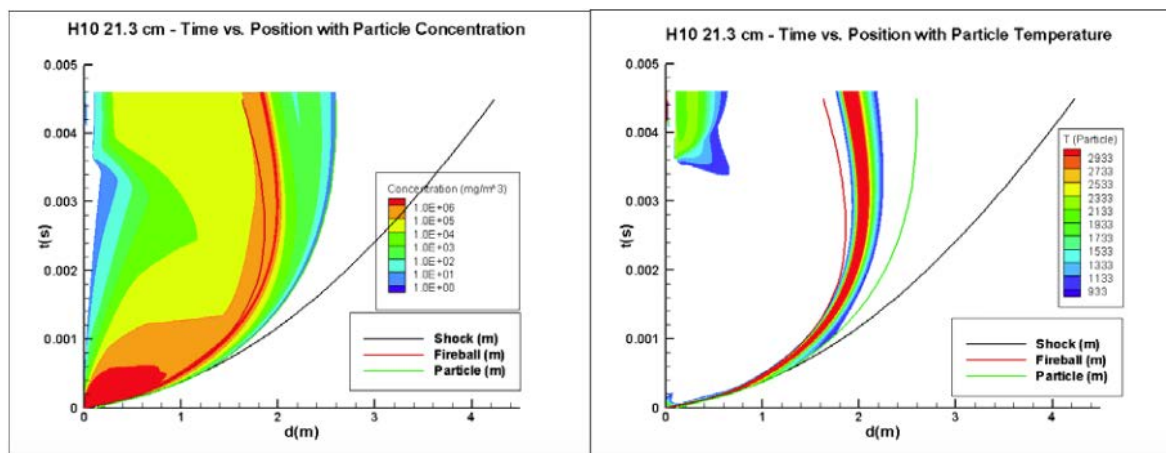 H10 21.3 cm - Time vs. Position with Particle Concentration
0.005
0.004
0.003
0.002
0.001
0
t(s)
0 1 2 3 4
d(m)
Concentration (mg/m^3)
1.0E+06
1.0E+05
1.0E+04
1.0E+03
1.0E+02
1.0E+01
1.0E+00
Shock (m)
Fireball (m)
Particle (m)
H10 21.3 cm - Time vs. Position with Particle Temperature
0.005
0.004
0.003
0.002
0.001
0
t(s)
0 1 2 3 4
d(m)
T (Particle)
2933
2733
2533
2333
2133
1933
1733
1533
1333
1133
933
Shock (m)
Fireball (m)
Particle (m)